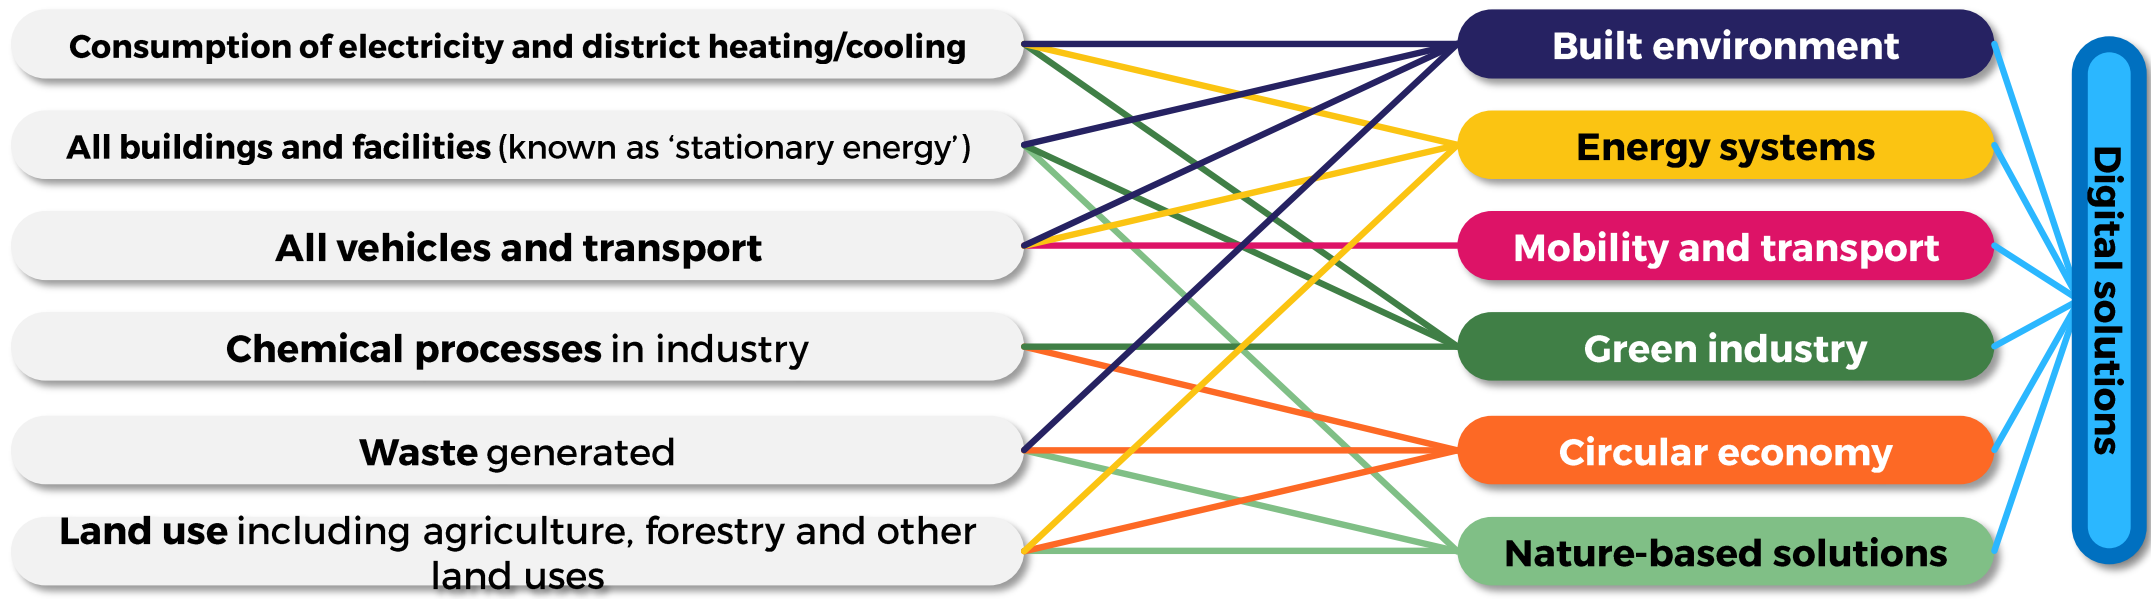 Consumption of electricity and district heating/cooling
All buildings and facilities (known as ‘stationary energy’)
All vehicles and transport
Chemical processes in industry
Waste generated
Land use including agriculture, forestry and other
land uses
Built environment
Energy systems
Mobility and transport
Green industry
Circular economy
Nature-based solutions
Digital solutions